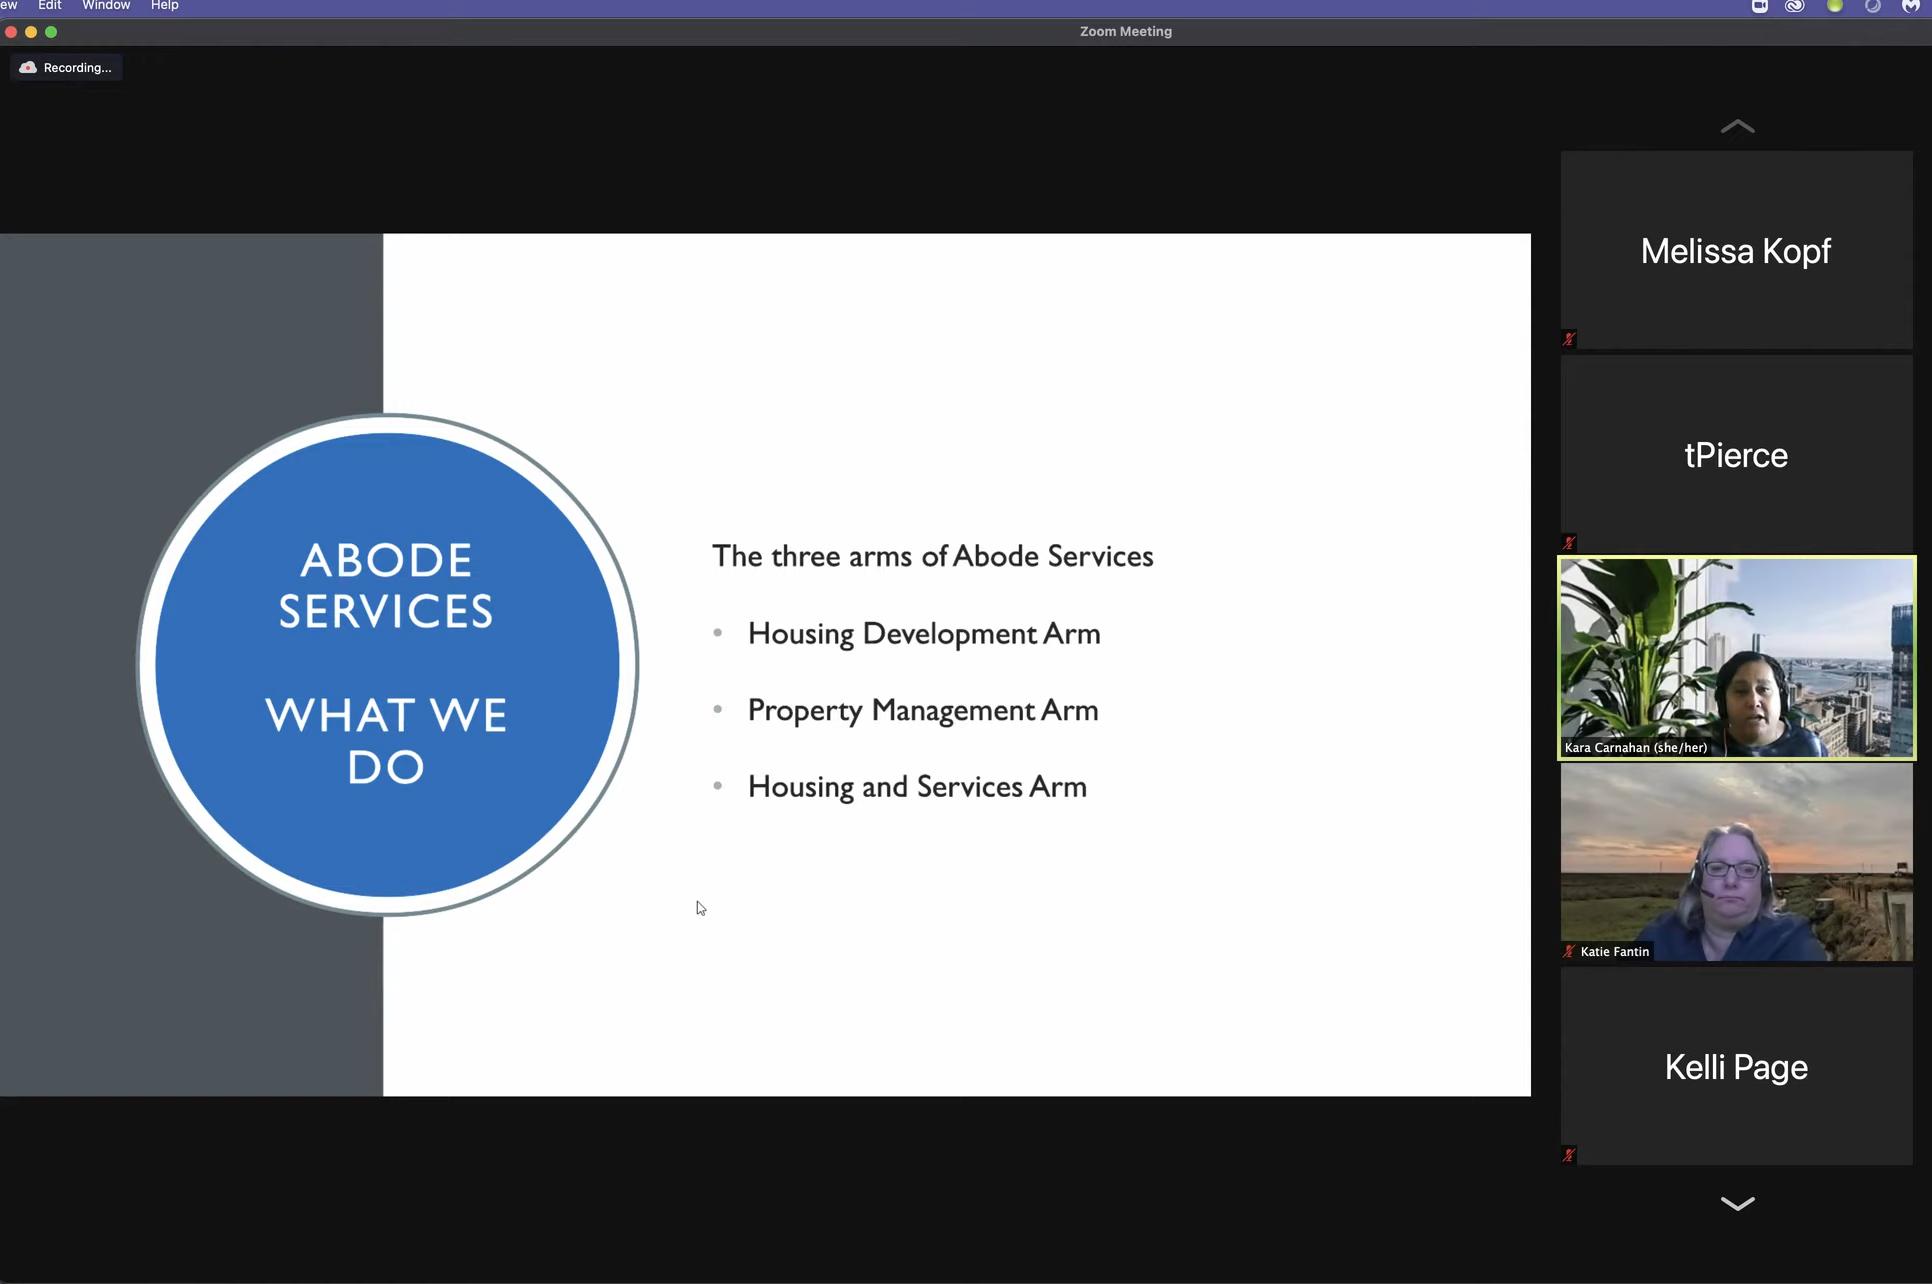 ew Edit Window Help
Zoom Meeting
Recording...
ABODE
SERVICES
WHAT WE
DO
The three arms of Abode Services
• Housing Development Arm
• Property Management Arm
• Housing and Services Arm
Melissa Kopf
tPierce
Kara Carnahan (she/her)
Katie Fantin
Kelli Page